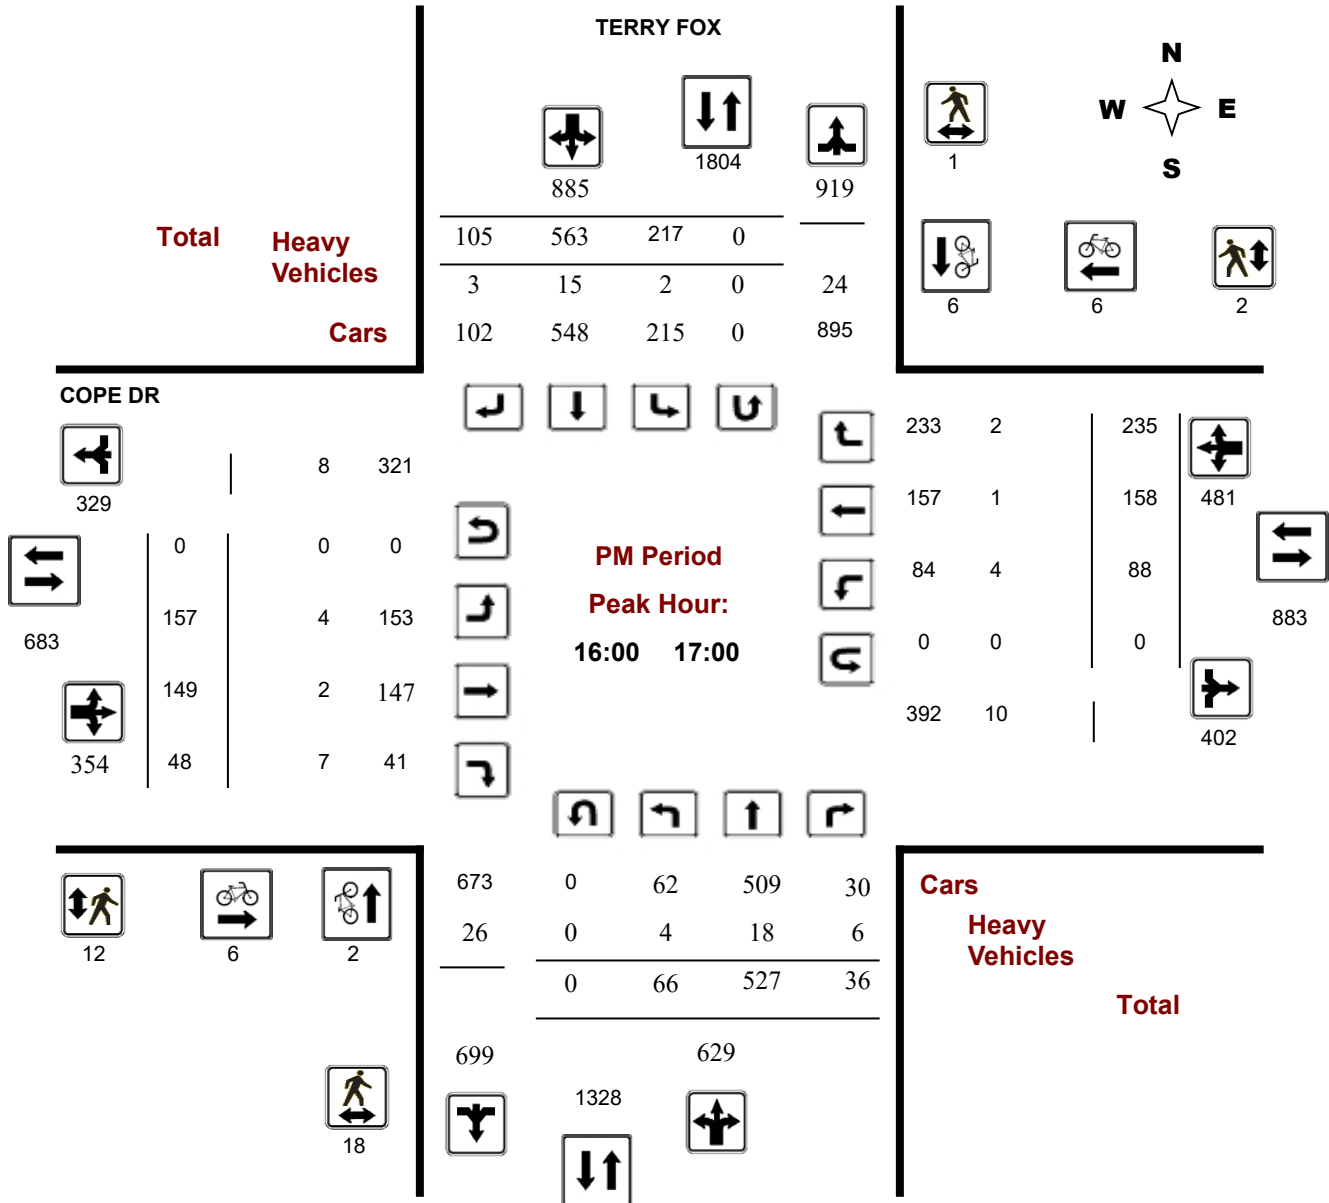 TERRY FOX
N
W E
S
1804
1
885
919
Total
Heavy
Vehicles
Cars
105 563 217 0
3 15 2 0 24
102 548 215 0 895
6 6 2
COPE DR
329
8 321
0 0 0
683
157 4 153
149 2 147
354
48 7 41
PM Period
Peak Hour:
16:00 17:00
233 2 235
481
157 1 158
84 4 88
883
0 0 0
392 10
402
12 6 2
18
673 0 62 509 30
26 0 4 18 6
0 66 527 36
699 629
1328
Cars
Heavy
Vehicles
Total